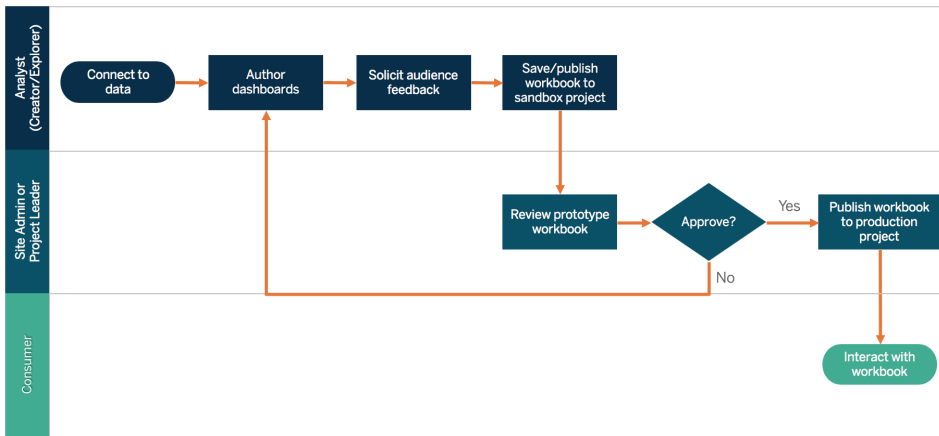 Analyst
(Creator/Explorer)
Connect to
data
Author
dashboards
Solicit audience
feedback
Save/publish
workbook to
sandbox project
Site Admin or
Project Leader
Review prototype
workbook
Approve?
Yes
Publish workbook
to production
project
No
Consumer
Interact with
workbook